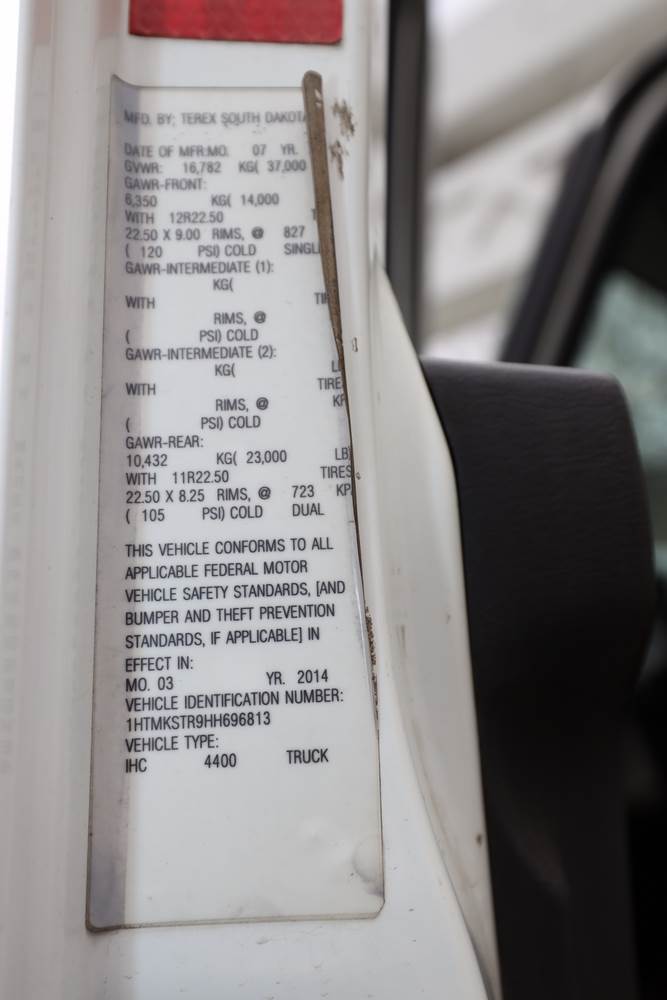 MFD. BY: TEREX SOUTH DAKOTA
DATE OF MFR:MO. 07 YR.
GVWR: 16,782 KG( 37,000
GAWR-FRONT:
6,350 KG( 14,000
WITH 12R22.50 T
22.50 X 9.00 RIMS, @ 827
( 120 PSI) COLD SINGL
GAWR-INTERMEDIATE (1):
KG(
WITH TI
RIMS, @
( PSI) COLD
GAWR-INTERMEDIATE (2):
KG( L
WITH TIRE
RIMS, @ KP
( PSI) COLD
GAWR-REAR:
10,432 KG( 23,000 LB
WITH 11R22.50 TIRES
22.50 X 8.25 RIMS, @ 723 KP
( 105 PSI) COLD DUAL
THIS VEHICLE CONFORMS TO ALL
APPLICABLE FEDERAL MOTOR
VEHICLE SAFETY STANDARDS, [AND
BUMPER AND THEFT PREVENTION
STANDARDS, IF APPLICABLE] IN
EFFECT IN:
MO. 03 YR. 2014
VEHICLE IDENTIFICATION NUMBER:
1HTMKSTR9HH696813
VEHICLE TYPE:
IHC 4400 TRUCK